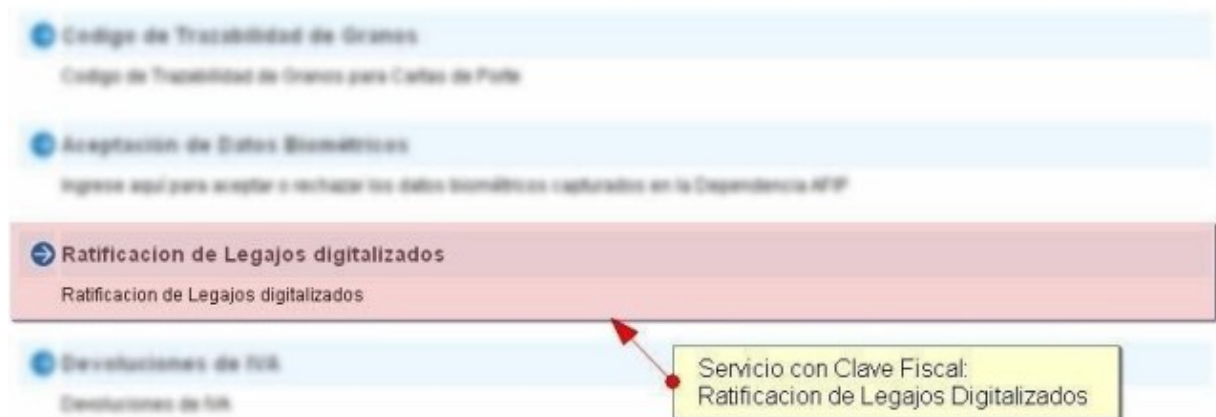 Codigo de Trazabilidad de Granos
Codigo de Trazabilidad de Granos para Cartas de Porte
Aceptación de Datos Biométricos
Ingrese aquí para aceptar o rechazar los datos biométricos capturados en la Dependencia AFIP
Ratificacion de Legajos digitalizados
Ratificacion de Legajos digitalizados
Devoluciones de IVA
Devoluciones de IVA
Servicio con Clave Fiscal:
Ratificacion de Legajos Digitalizados